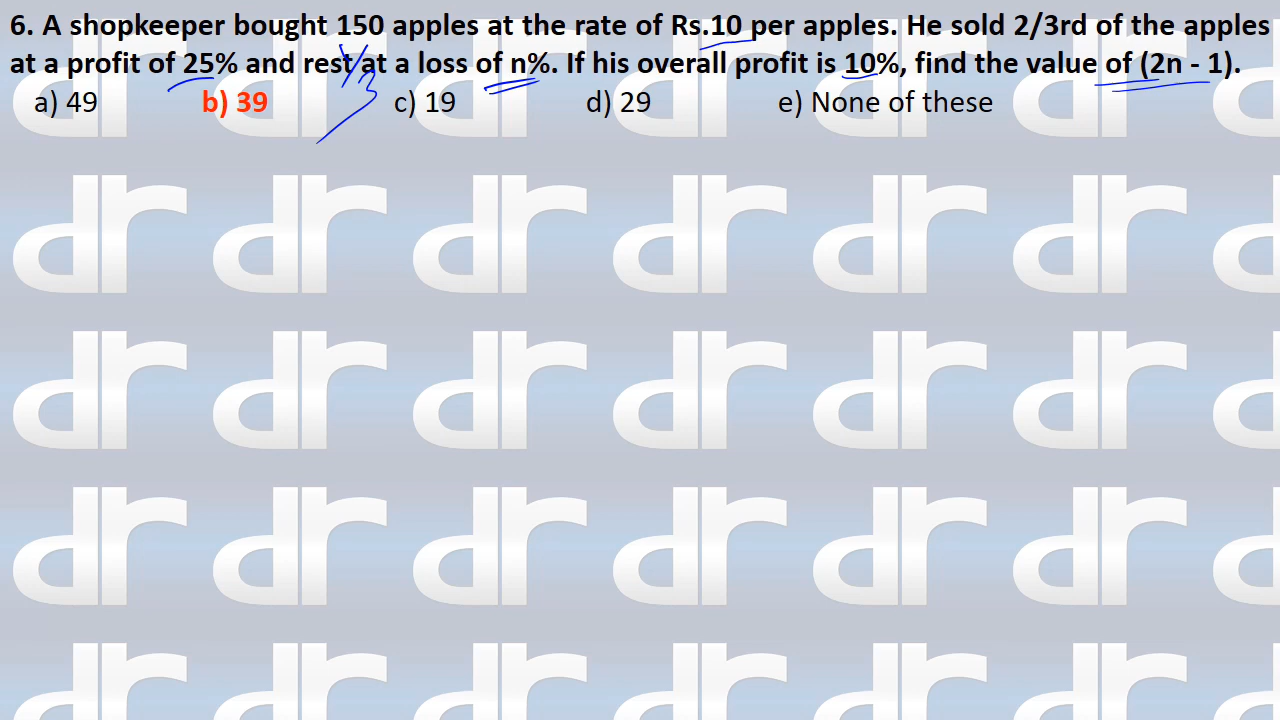 6. A shopkeeper bought 150 apples at the rate of Rs.10 per apples. He sold 2/3rd of the apples
at a profit of 25% and rest at a loss of n%. If his overall profit is 10%, find the value of (2n - 1).
a) 49 b) 39 c) 19 d) 29 e) None of these